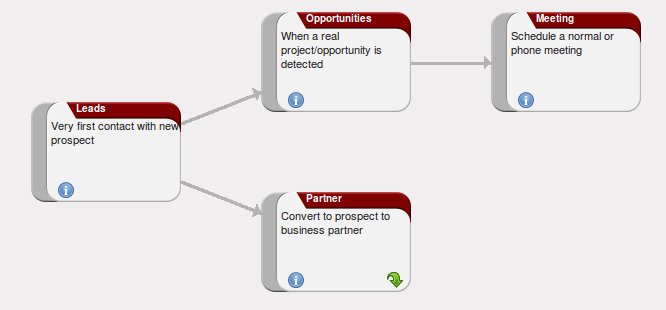 Opportunities
When a real
project/opportunity is
detected
Meeting
Schedule a normal or
phone meeting
Leads
Very first contact with new
prospect
Partner
Convert to prospect to
business partner